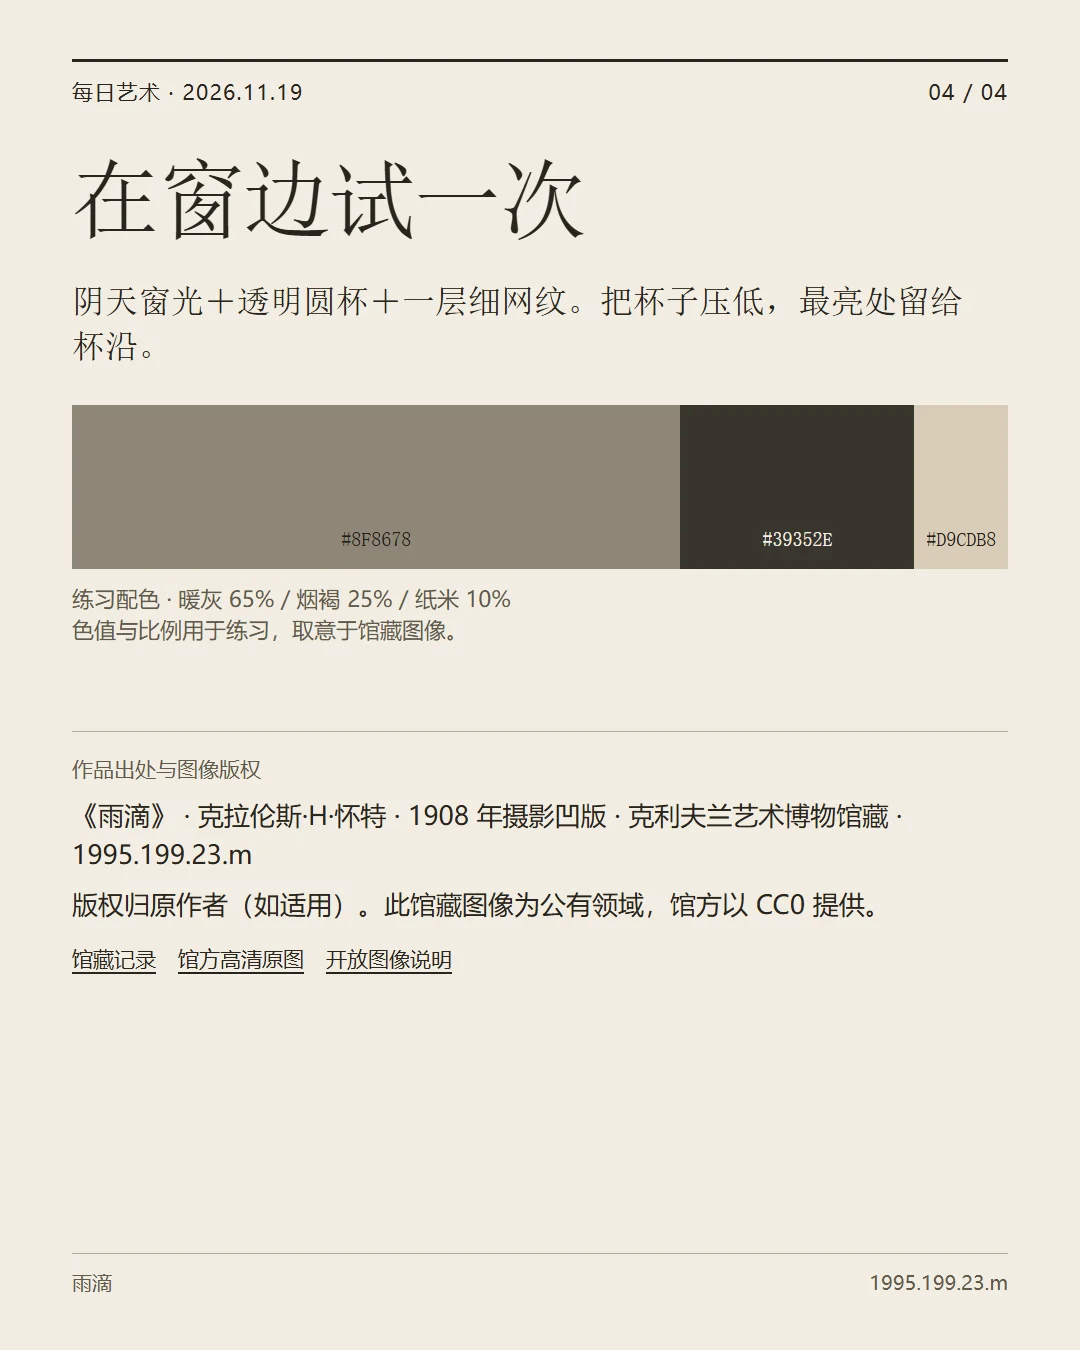 每日艺术 · 2026.11.19
04 / 04
在窗边试一次
阴天窗光＋透明圆杯＋一层细网纹。把杯子压低，最亮处留给
杯沿。
#8F8678
#39352E
#D9CDB8
练习配色 · 暖灰 65% / 烟褐 25% / 纸米 10%
色值与比例用于练习，取意于馆藏图像。
作品出处与图像版权
《雨滴》 · 克拉伦斯·H·怀特 · 1908 年摄影凹版 · 克利夫兰艺术博物馆藏 ·
1995.199.23.m
版权归原作者（如适用）。此馆藏图像为公有领域，馆方以 CC0 提供。
馆藏记录 馆方高清原图 开放图像说明
雨滴
1995.199.23.m